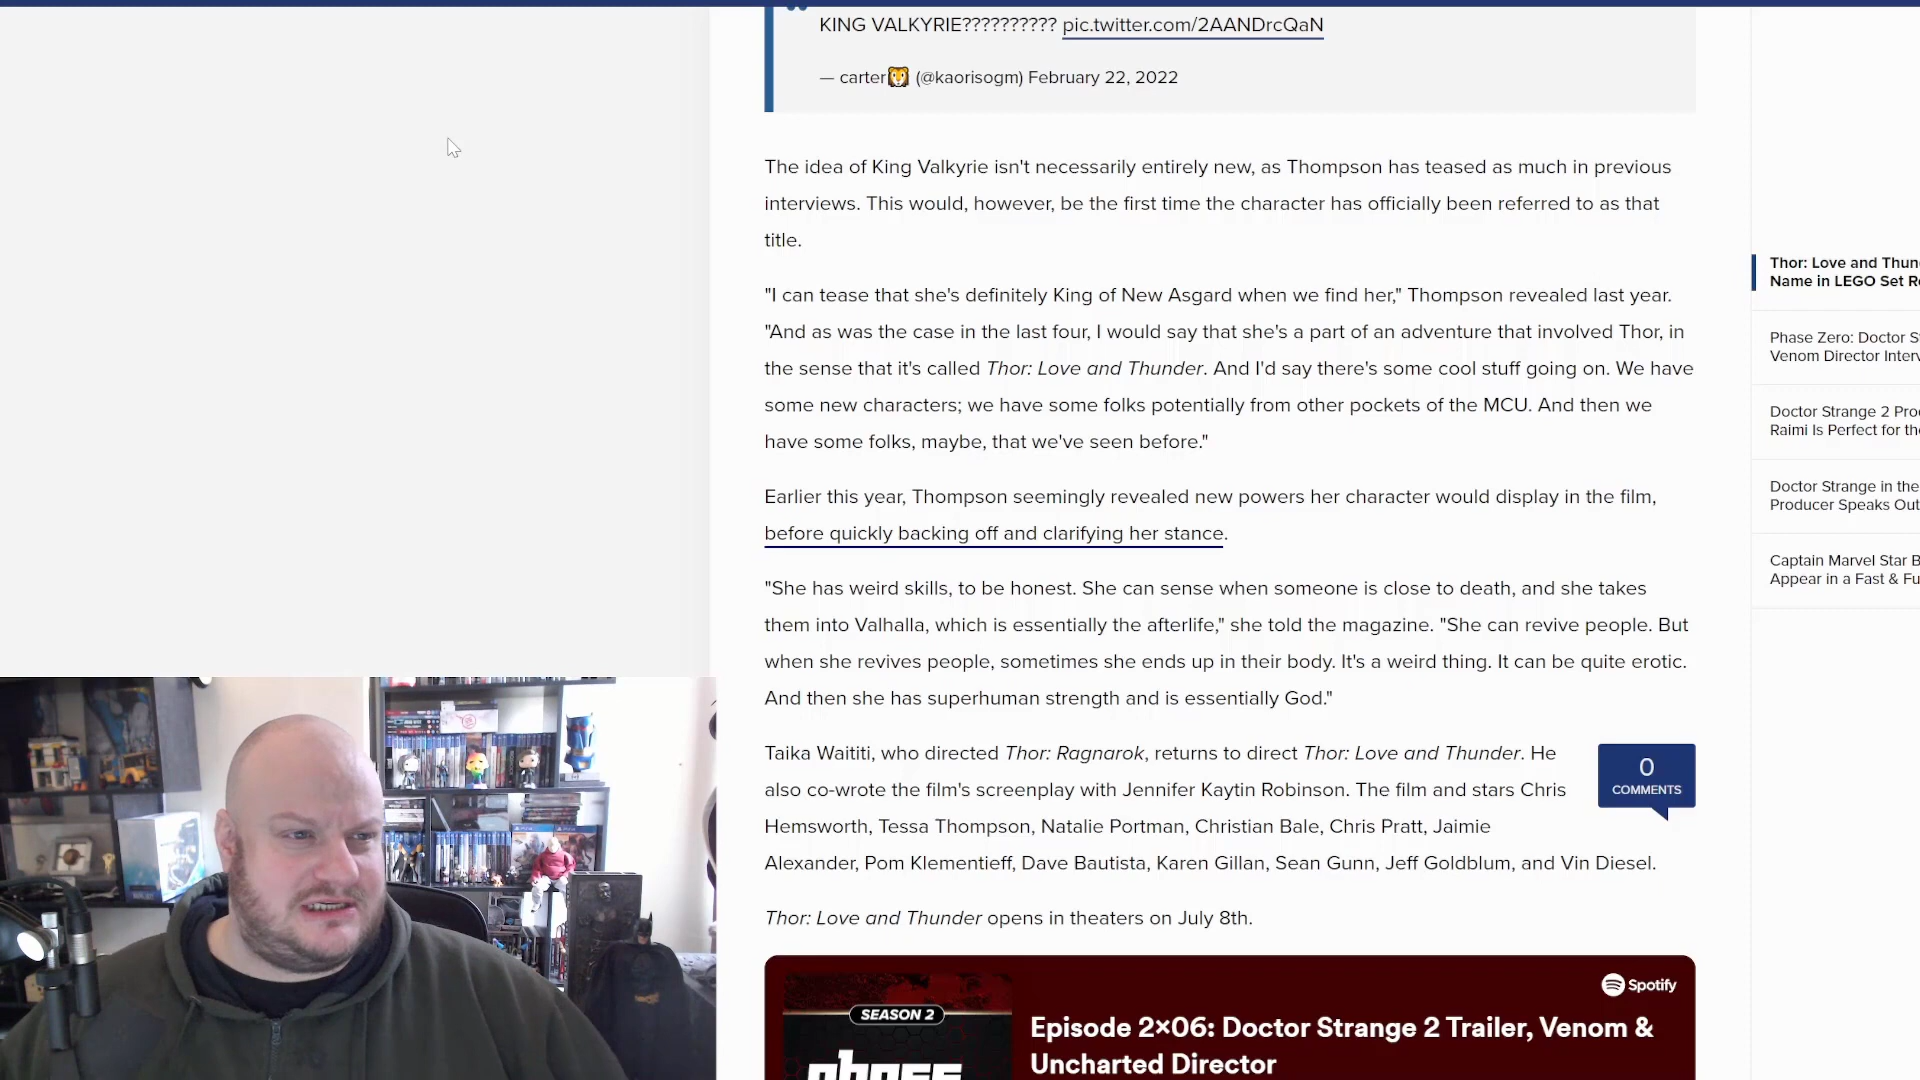 KING VALKYRIE?????????? pic.twitter.com/2AANDrcQaN
— carter🦁 (@kaorisogm) February 22, 2022
The idea of King Valkyrie isn't necessarily entirely new, as Thompson has teased as much in previous
interviews. This would, however, be the first time the character has officially been referred to as that
title.
"I can tease that she's definitely King of New Asgard when we find her," Thompson revealed last year.
"And as was the case in the last four, I would say that she's a part of an adventure that involved Thor, in
the sense that it's called Thor: Love and Thunder. And I'd say there's some cool stuff going on. We have
some new characters; we have some folks potentially from other pockets of the MCU. And then we
have some folks, maybe, that we've seen before."
Earlier this year, Thompson seemingly revealed new powers her character would display in the film,
before quickly backing off and clarifying her stance.
"She has weird skills, to be honest. She can sense when someone is close to death, and she takes
them into Valhalla, which is essentially the afterlife," she told the magazine. "She can revive people. But
when she revives people, sometimes she ends up in their body. It's a weird thing. It can be quite erotic.
And then she has superhuman strength and is essentially God."
Taika Waititi, who directed Thor: Ragnarok, returns to direct Thor: Love and Thunder. He
also co-wrote the film's screenplay with Jennifer Kaytin Robinson. The film and stars Chris
Hemsworth, Tessa Thompson, Natalie Portman, Christian Bale, Chris Pratt, Jaimie
Alexander, Pom Klementieff, Dave Bautista, Karen Gillan, Sean Gunn, Jeff Goldblum, and Vin Diesel.
0
COMMENTS
Thor: Love and Thunder opens in theaters on July 8th.
Spotify
SEASON 2
Episode 2×06: Doctor Strange 2 Trailer, Venom &
Uncharted Director
Thor: Love and Thun
Name in LEGO Set R
Phase Zero: Doctor S
Venom Director Interv
Doctor Strange 2 Pro
Raimi Is Perfect for th
Doctor Strange in the
Producer Speaks Out
Captain Marvel Star B
Appear in a Fast & Fu